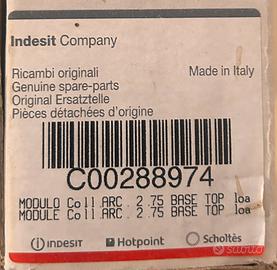 Indesit Company
Ricambi originali
Made in Italy
Genuine spare-parts
Original Ersatzteile
Pièces détachées d'origine
C00288974
MODULO Coll.ARC . 2.75 BASE TOP loa
MODULE Coll.ARC . 2.75 BASE TOP loa
INDESIT
Hotpoint
Scholtès
subito